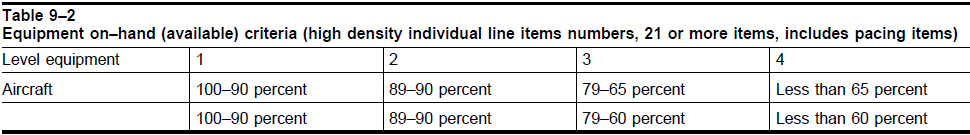 Table 9–2
Equipment on–hand (available) criteria (high density individual line items numbers, 21 or more items, includes pacing items)
Level equipment 1 2 3 4
Aircraft 100–90 percent 89–90 percent 79–65 percent Less than 65 percent
100–90 percent 89–90 percent 79–60 percent Less than 60 percent